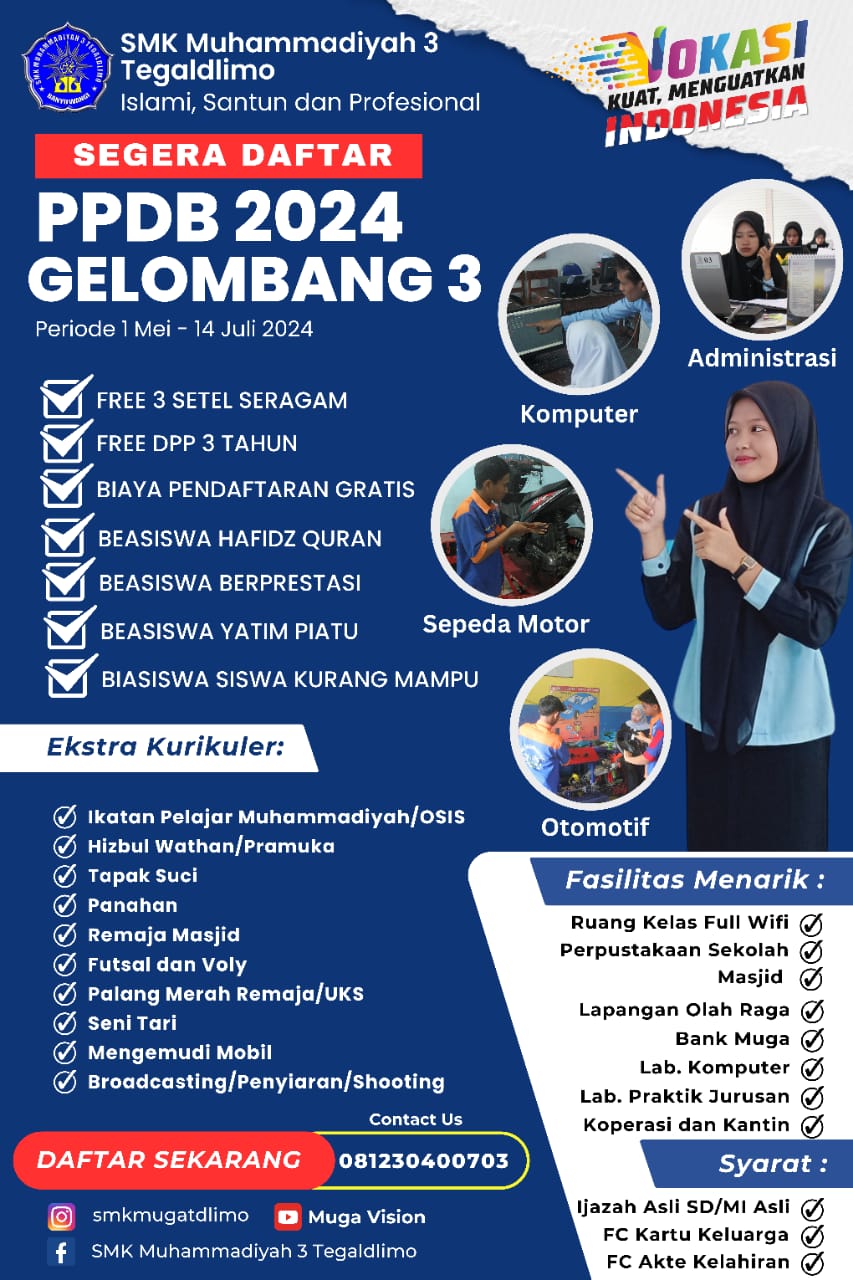 SMK MUHAMMADIYAH 3 TEGALDLIMO
BANYUWANGI
SMK Muhammadiyah 3
Tegaldlimo
Islami, Santun dan Profesional
VOKASI
KUAT, MENGUATKAN
INDONESIA
SEGERA DAFTAR
PPDB 2024
GELOMBANG 3
Periode 1 Mei - 14 Juli 2024
FREE 3 SETEL SERAGAM
FREE DPP 3 TAHUN
BIAYA PENDAFTARAN GRATIS
BEASISWA HAFIDZ QURAN
BEASISWA BERPRESTASI
BEASISWA YATIM PIATU
BIASISWA SISWA KURANG MAMPU
03
Administrasi
Komputer
Sepeda Motor
Otomotif
Ekstra Kurikuler:
Ikatan Pelajar Muhammadiyah/OSIS
Hizbul Wathan/Pramuka
Tapak Suci
Panahan
Remaja Masjid
Futsal dan Voly
Palang Merah Remaja/UKS
Seni Tari
Mengemudi Mobil
Broadcasting/Penyiaran/Shooting
Fasilitas Menarik :
Ruang Kelas Full Wifi
Perpustakaan Sekolah
Masjid
Lapangan Olah Raga
Bank Muga
Lab. Komputer
Lab. Praktik Jurusan
Koperasi dan Kantin
Syarat :
Ijazah Asli SD/MI Asli
FC Kartu Keluarga
FC Akte Kelahiran
Contact Us
DAFTAR SEKARANG
081230400703
smkmugatdlimo
Muga Vision
SMK Muhammadiyah 3 Tegaldlimo